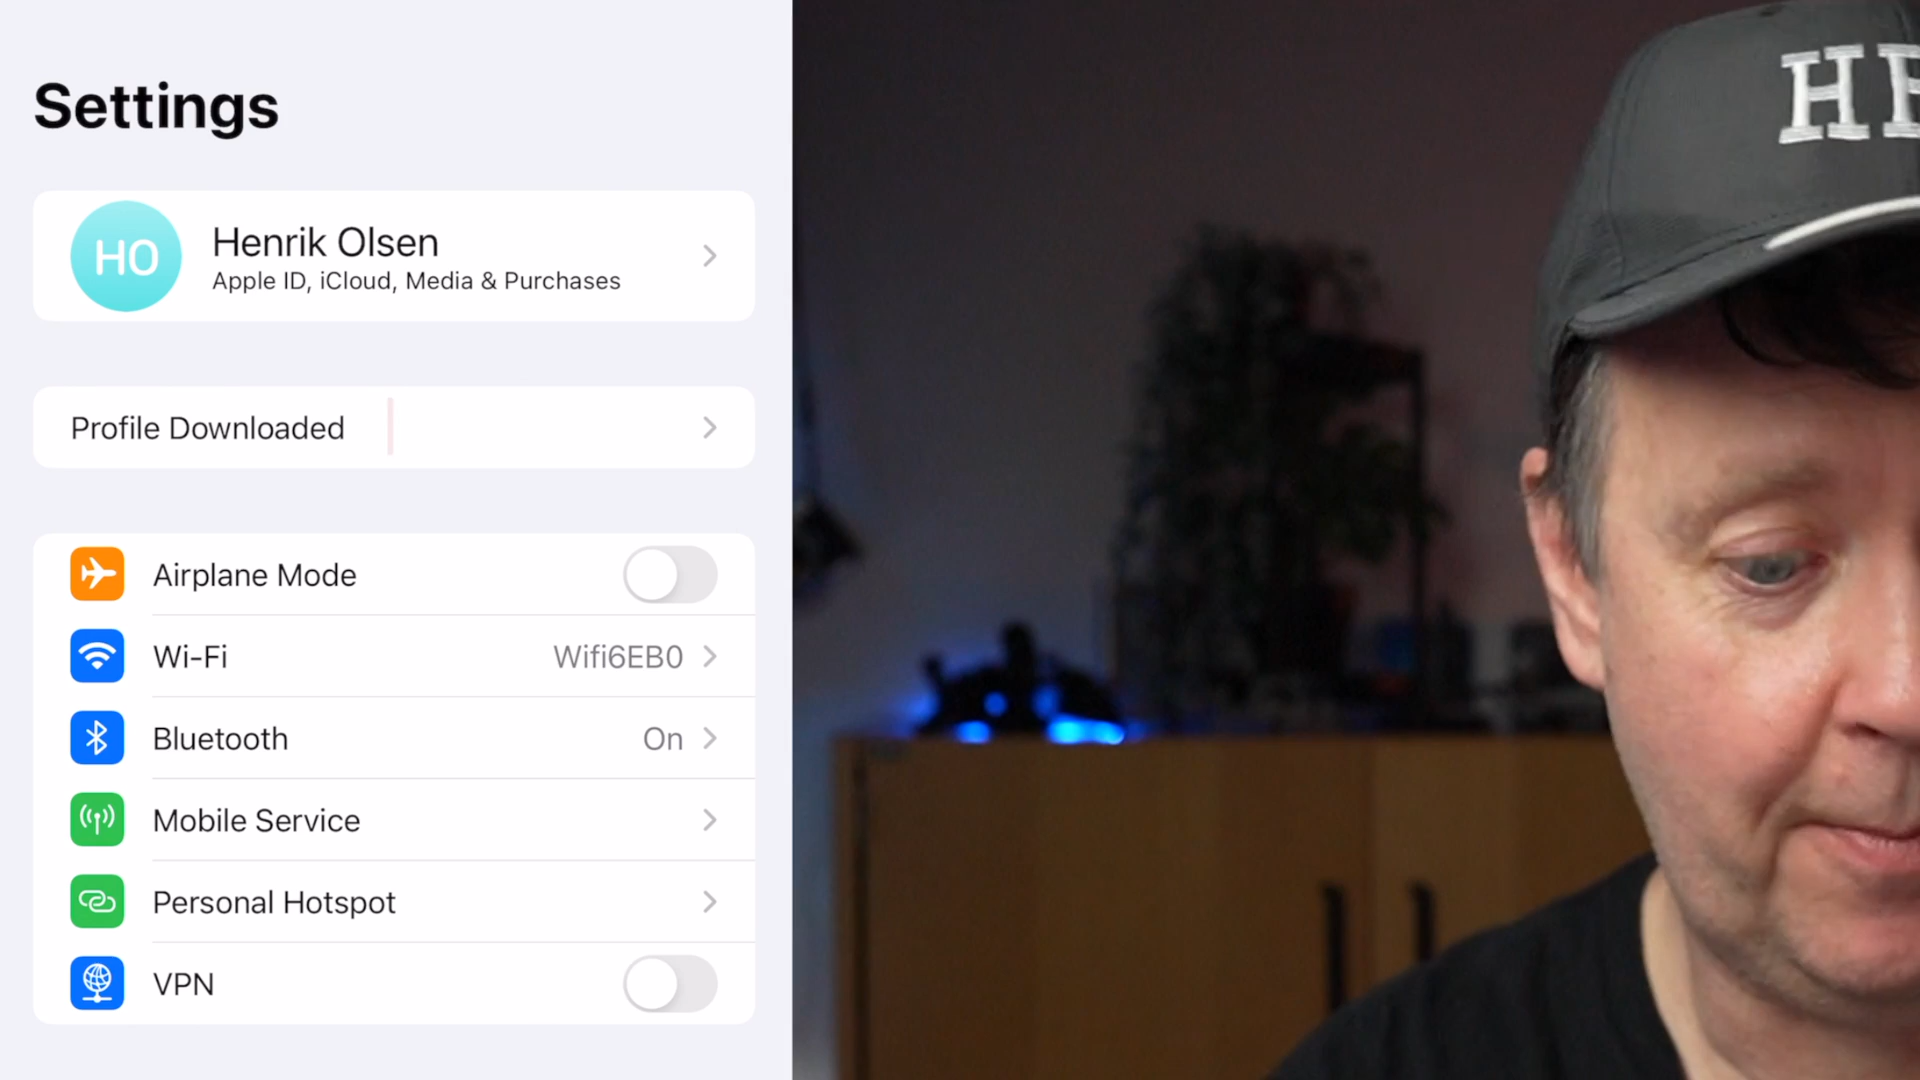 Settings
HO
Henrik Olsen
Apple ID, iCloud, Media & Purchases
Profile Downloaded
Airplane Mode
Wi-Fi
Wifi6EB0
Bluetooth
On
Mobile Service
Personal Hotspot
VPN